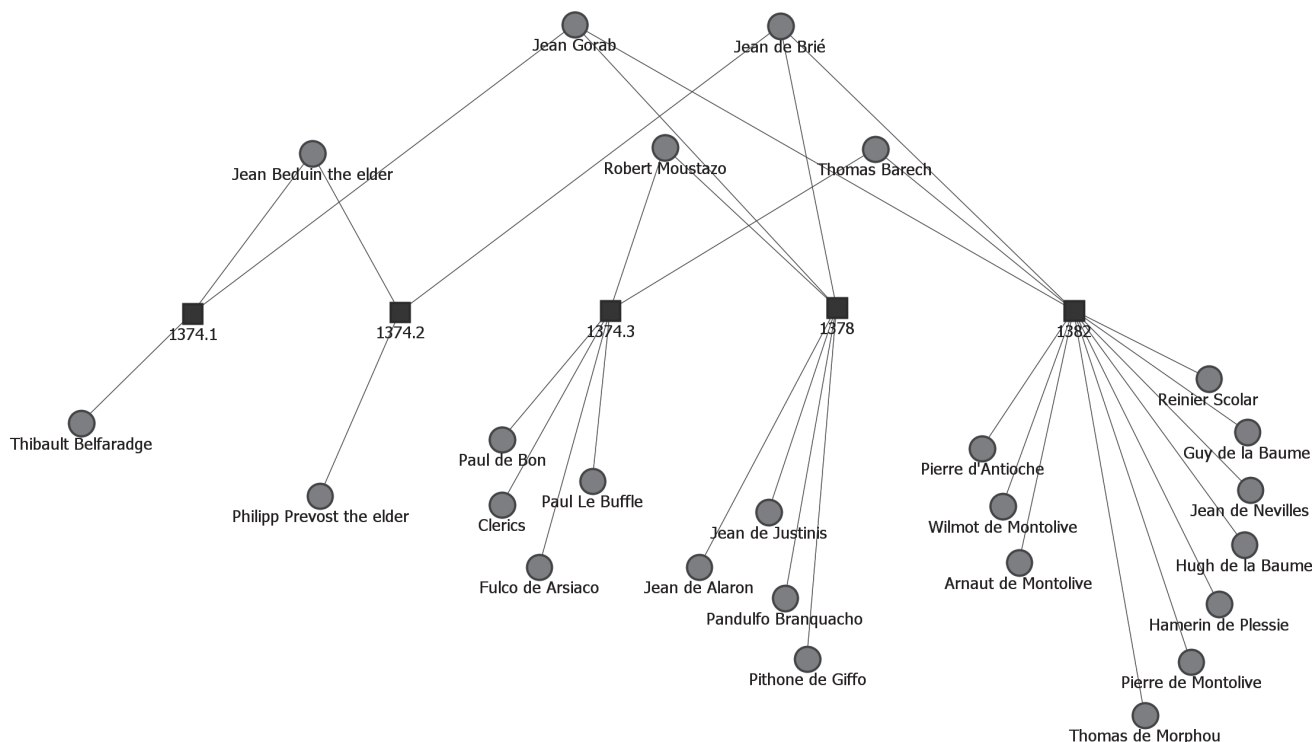 Jean Gorab
Jean de Brié
Jean Beduin the elder
Robert Moustazo
Thomas Barech
1374.1
1374.2
1374.3
1378
1382
Thibault Belfaradge
Philipp Prevost the elder
Paul de Bon
Clerics
Paul Le Buffle
Fulco de Arsiaco
Jean de Justinis
Jean de Alaron
Pandulfo Branquacho
Pithone de Giffo
Reinier Scolar
Guy de la Baume
Pierre d'Antioche
Jean de Nevilles
Wilmot de Montolive
Hugh de la Baume
Arnaut de Montolive
Hamerin de Plessie
Pierre de Montolive
Thomas de Morphou